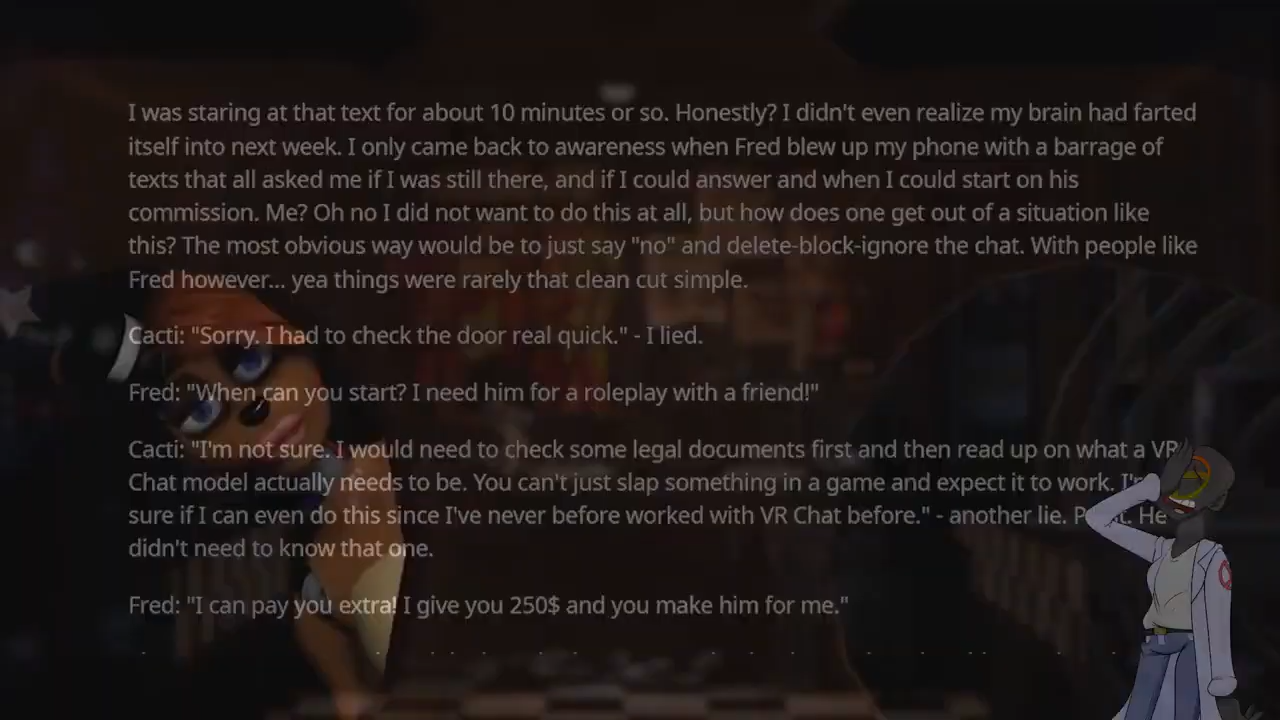 I was staring at that text for about 10 minutes or so. Honestly? I didn't even realize my brain had farted
itself into next week. I only came back to awareness when Fred blew up my phone with a barrage of
texts that all asked me if I was still there, and if I could answer and when I could start on his
commission. Me? Oh no I did not want to do this at all, but how does one get out of a situation like
this? The most obvious way would be to just say "no" and delete-block-ignore the chat. With people like
Fred however... yea things were rarely that clean cut simple.
Cacti: "Sorry. I had to check the door real quick." - I lied.
Fred: "When can you start? I need him for a roleplay with a friend!"
Cacti: "I'm not sure. I would need to check some legal documents first and then read up on what a VR
Chat model actually needs to be. You can't just slap something in a game and expect it to work.
sure if I can even do this since I've never before worked with VR Chat before." - another lie. He
didn't need to know that one.
Fred: "I can pay you extra! I give you 250$ and you make him for me."